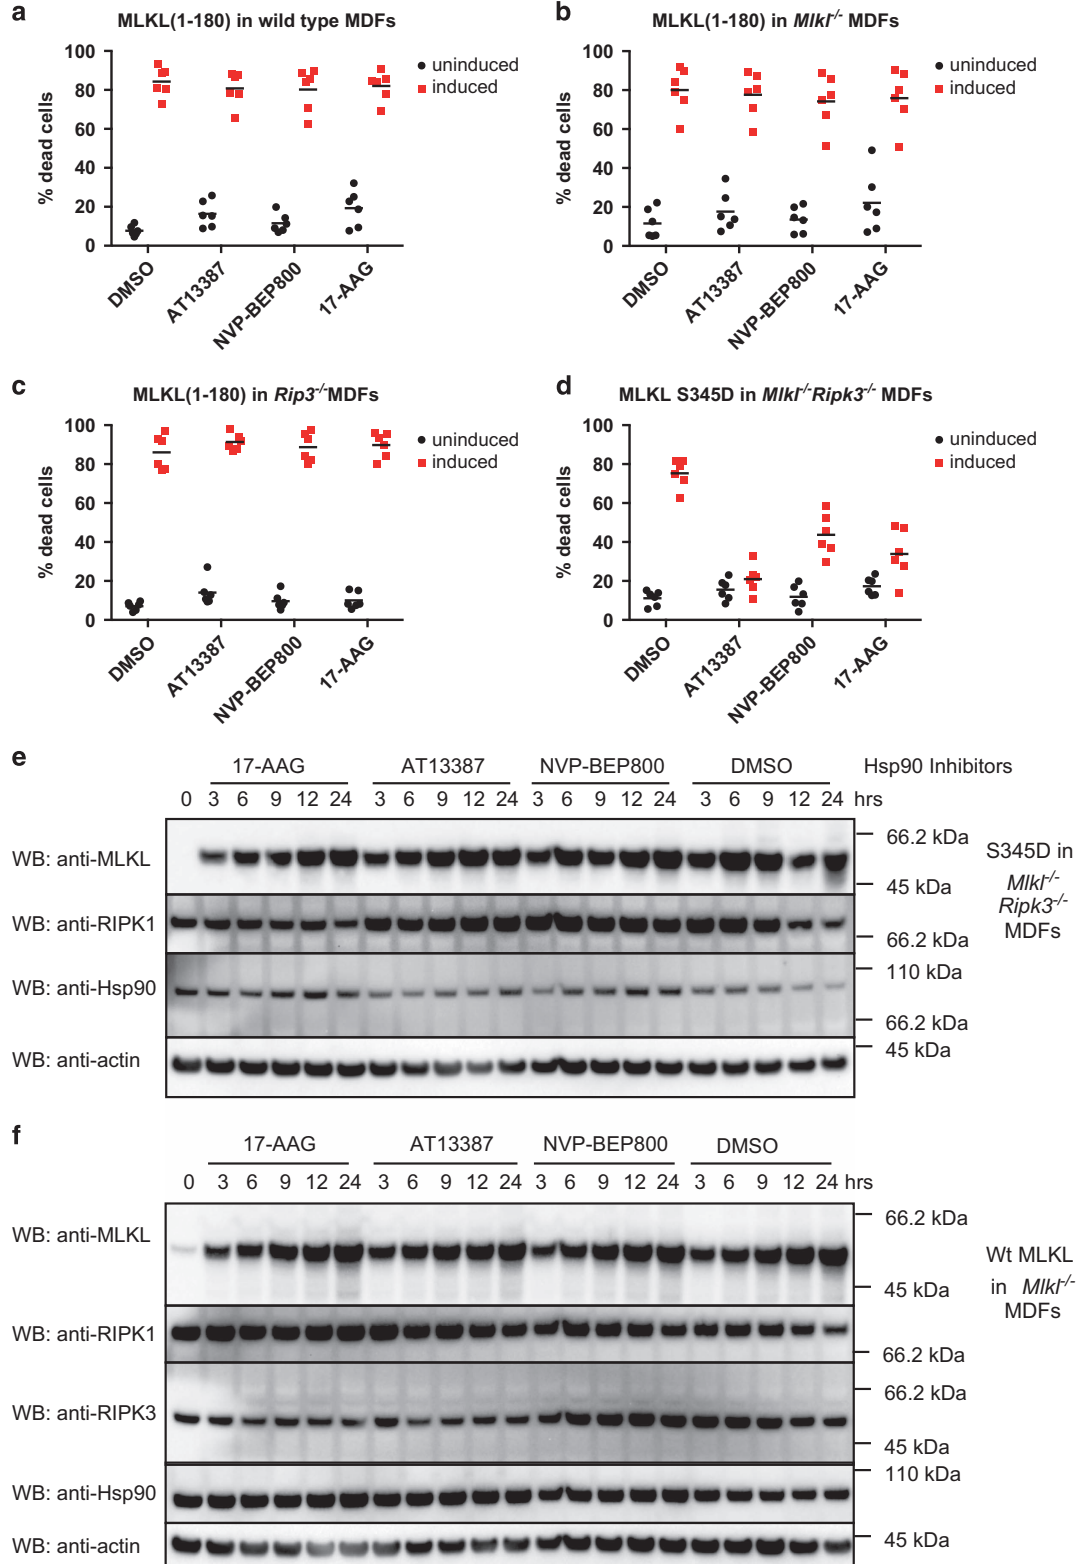 a
MLKL(1-180) in wild type MDFs
% dead cells
100
80
60
40
20
0
DMSO
AT13387
NVP-BEP800
17-AAG
uninduced
induced
b
MLKL(1-180) in Mlkl-/- MDFs
% dead cells
100
80
60
40
20
0
DMSO
AT13387
NVP-BEP800
17-AAG
uninduced
induced
c
MLKL(1-180) in Rip3-/-MDFs
% dead cells
100
80
60
40
20
0
DMSO
AT13387
NVP-BEP800
17-AAG
uninduced
induced
d
MLKL S345D in Mlkl-/-Ripk3-/- MDFs
% dead cells
100
80
60
40
20
0
DMSO
AT13387
NVP-BEP800
17-AAG
uninduced
induced
e
17-AAG AT13387 NVP-BEP800 DMSO Hsp90 Inhibitors
0 3 6 9 12 24 3 6 9 12 24 3 6 9 12 24 3 6 9 12 24 hrs
WB: anti-MLKL
66.2 kDa
45 kDa
WB: anti-RIPK1
66.2 kDa
WB: anti-Hsp90
110 kDa
66.2 kDa
WB: anti-actin
45 kDa
S345D in
Mlkl-/-
Ripk3-/-
MDFs
f
17-AAG AT13387 NVP-BEP800 DMSO
0 3 6 9 12 24 3 6 9 12 24 3 6 9 12 24 3 6 9 12 24 hrs
WB: anti-MLKL
66.2 kDa
45 kDa
WB: anti-RIPK1
66.2 kDa
WB: anti-RIPK3
66.2 kDa
45 kDa
WB: anti-Hsp90
110 kDa
WB: anti-actin
45 kDa
Wt MLKL
in Mlkl-/-
MDFs